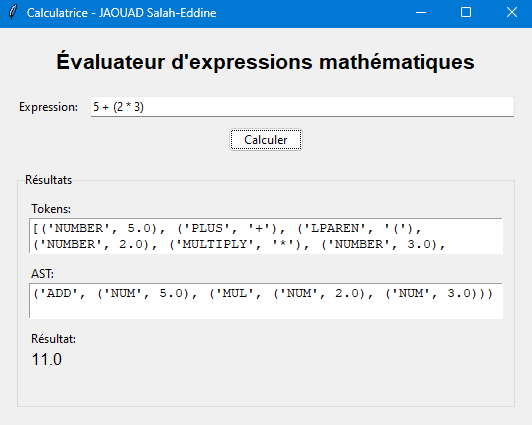 Calculatrice - JAOUAD Salah-Eddine
Évaluateur d'expressions mathématiques
Expression: 5 + (2 * 3)
Calculer
Résultats
Tokens:
[('NUMBER', 5.0), ('PLUS', '+'), ('LPAREN', '('),
('NUMBER', 2.0), ('MULTIPLY', '*'), ('NUMBER', 3.0),
AST:
('ADD', ('NUM', 5.0), ('MUL', ('NUM', 2.0), ('NUM', 3.0)))
Résultat:
11.0